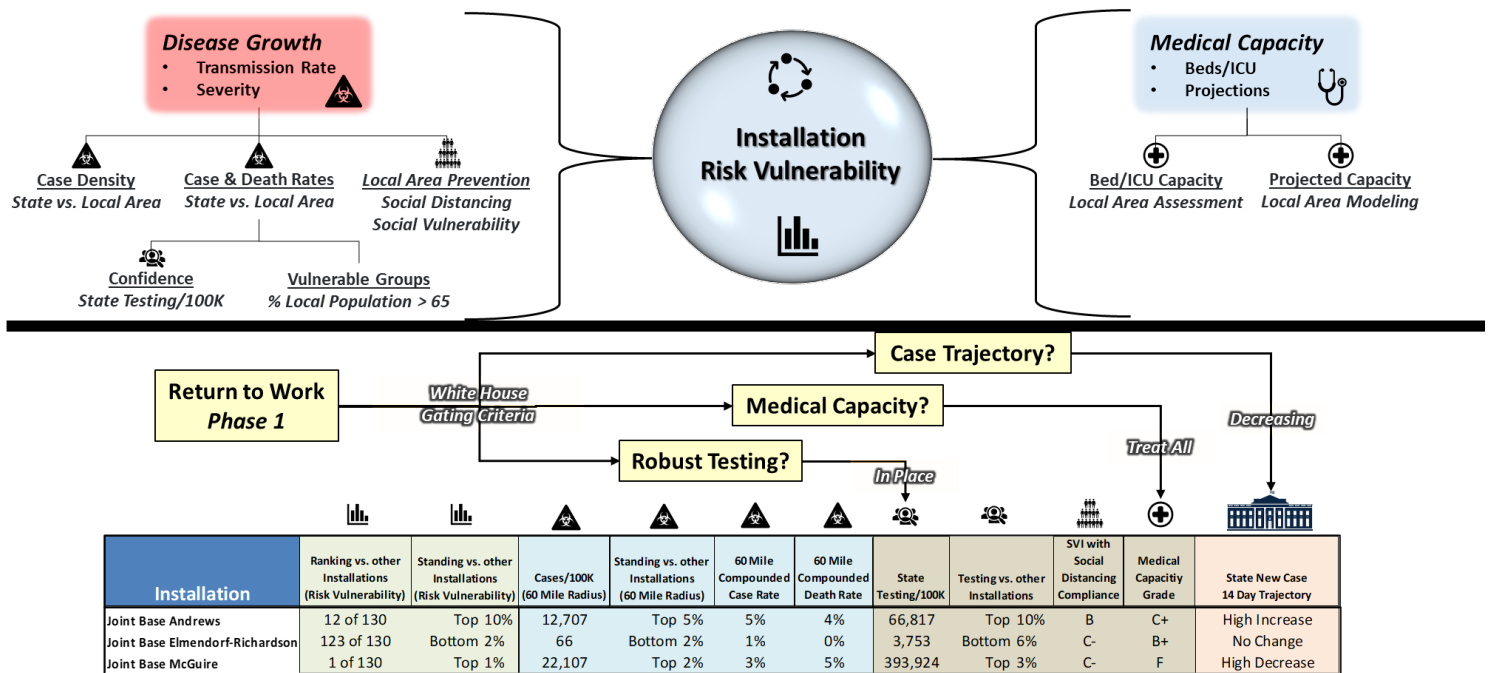 Disease Growth
• Transmission Rate
• Severity
Case Density
State vs. Local Area
Case & Death Rates
State vs. Local Area
Local Area Prevention
Social Distancing
Social Vulnerability
Confidence
State Testing/100K
Vulnerable Groups
% Local Population > 65
Installation
Risk Vulnerability
Medical Capacity
• Beds/ICU
• Projections
Bed/ICU Capacity
Local Area Assessment
Projected Capacity
Local Area Modeling
Return to Work
Phase 1
White House
Gating Criteria
Case Trajectory?
Medical Capacity?
Robust Testing?
In Place
Treat All
Decreasing
Installation
Ranking vs. other
Installations
(Risk Vulnerability)
Standing vs. other
Installations
(Risk Vulnerability)
Cases/100K
(60 Mile Radius)
Standing vs. other
Installations
(60 Mile Radius)
60 Mile
Compounded
Case Rate
60 Mile
Compounded
Death Rate
State
Testing/100K
Testing vs. other
Installations
SVI with
Social
Distancing
Compliance
Medical
Capacitiy
Grade
State New Case
14 Day Trajectory
Joint Base Andrews 12 of 130 Top 10% 12,707 Top 5% 5% 4% 66,817 Top 10% B C+ High Increase
Joint Base Elmendorf-Richardson 123 of 130 Bottom 2% 66 Bottom 2% 1% 0% 3,753 Bottom 6% C- B+ No Change
Joint Base McGuire 1 of 130 Top 1% 22,107 Top 2% 3% 5% 393,924 Top 3% C- F High Decrease